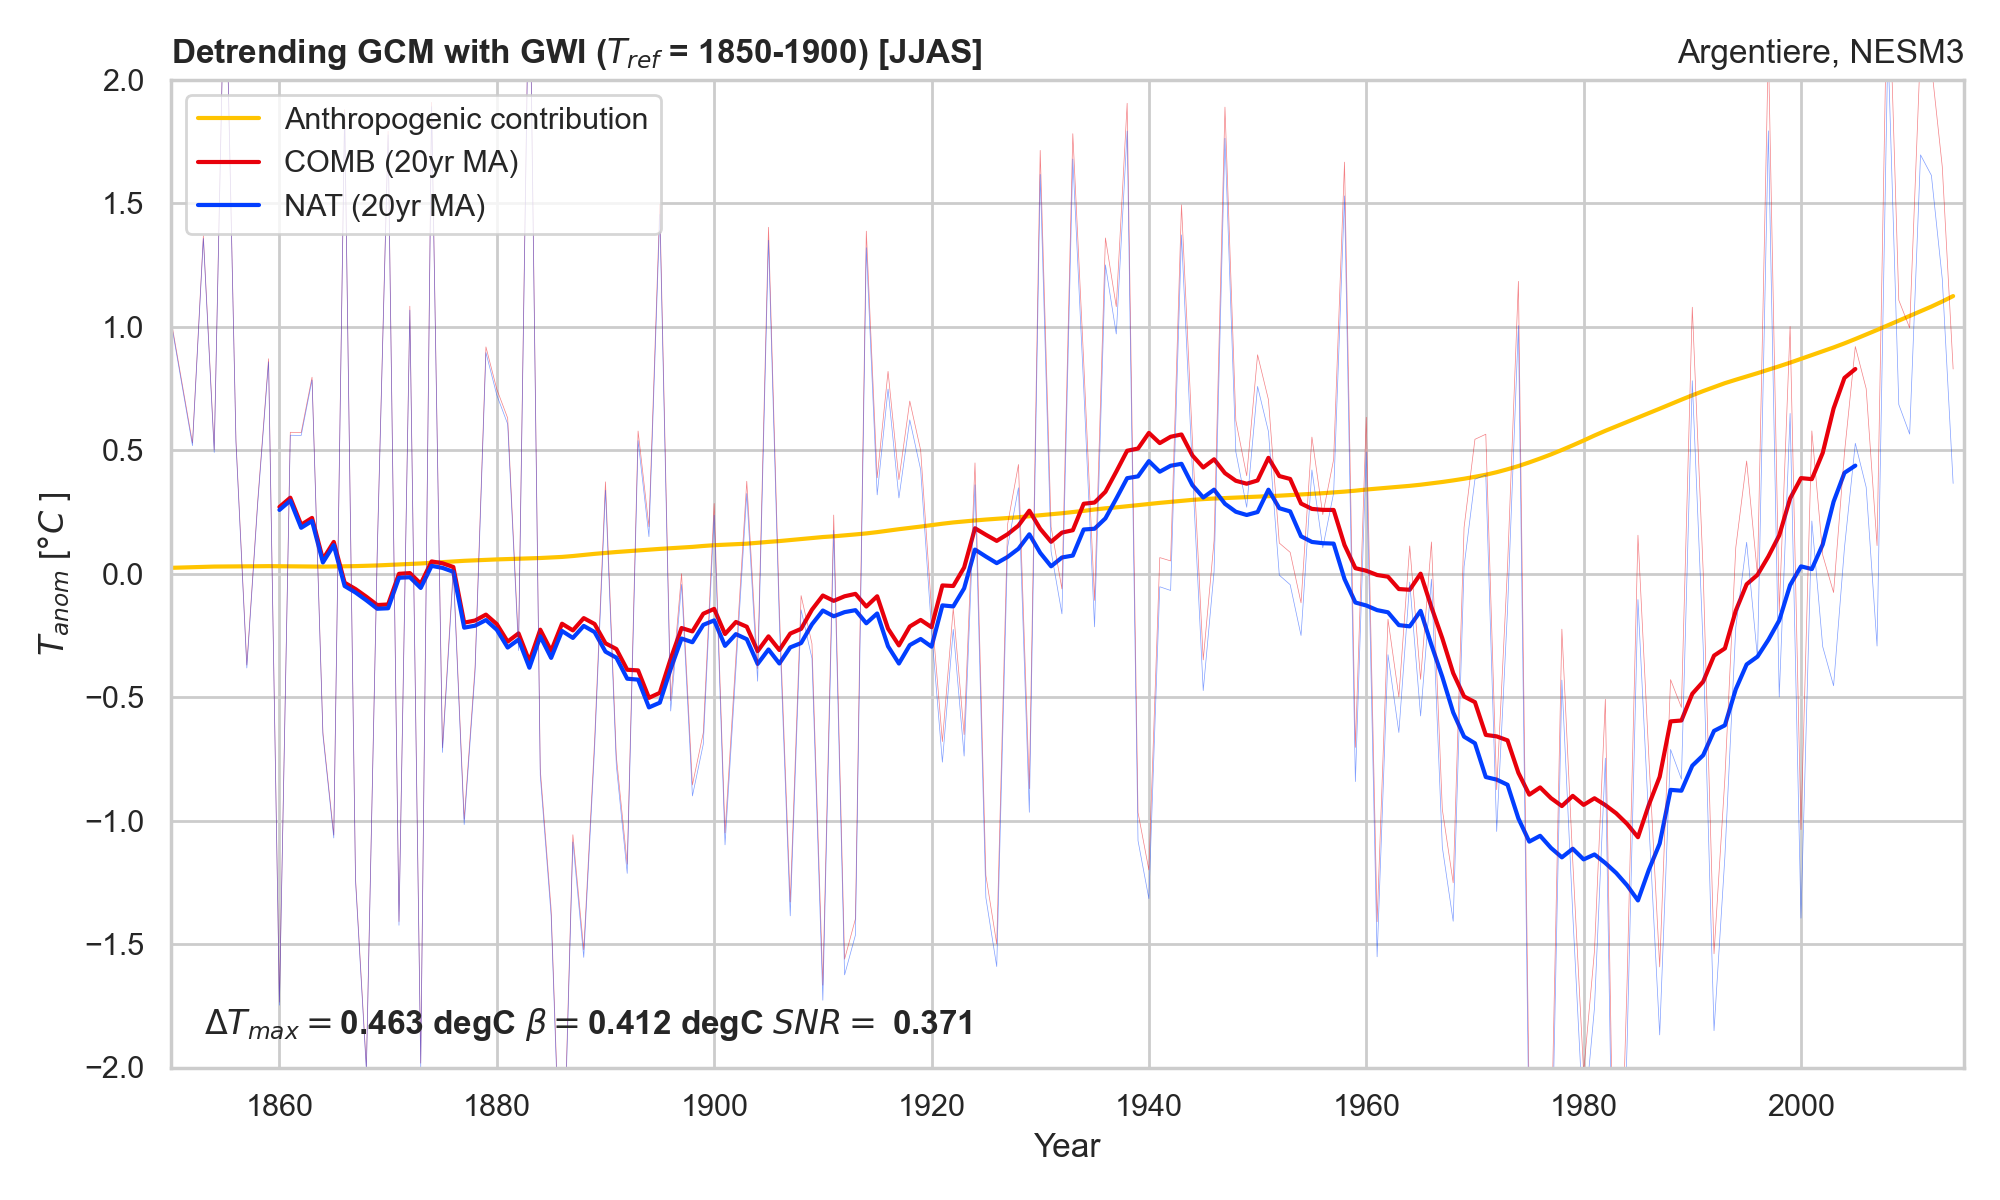 Detrending GCM with GWI (T_ref = 1850-1900) [JJAS]
Argentiere, NESM3
Anthropogenic contribution
COMB (20yr MA)
NAT (20yr MA)
2.0
1.5
1.0
0.5
0.0
−0.5
−1.0
−1.5
−2.0
T_anom [°C]
ΔT_max = 0.463 degC β = 0.412 degC SNR = 0.371
1860 1880 1900 1920 1940 1960 1980 2000
Year